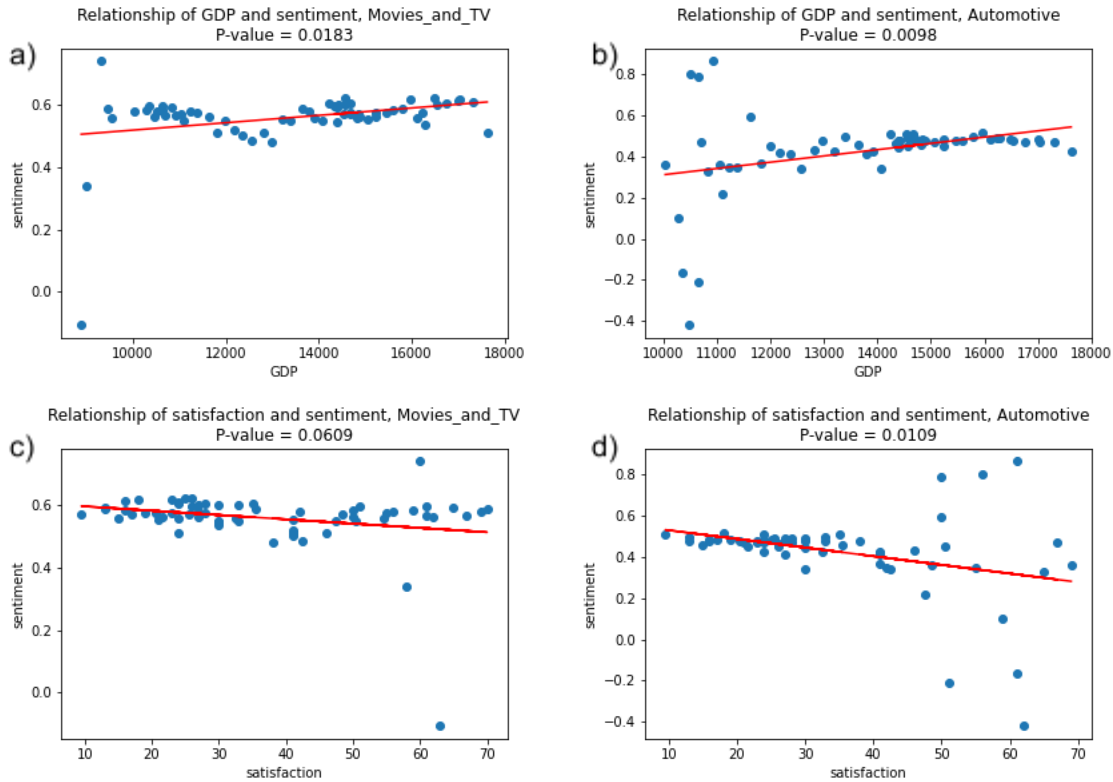 Relationship of GDP and sentiment, Movies_and_TV
P-value = 0.0183
a)
sentiment
0.6
0.4
0.2
0.0
10000 12000 14000 16000 18000
GDP
Relationship of GDP and sentiment, Automotive
P-value = 0.0098
b)
sentiment
0.8
0.6
0.4
0.2
0.0
−0.2
−0.4
10000 11000 12000 13000 14000 15000 16000 17000 18000
GDP
Relationship of satisfaction and sentiment, Movies_and_TV
P-value = 0.0609
c)
sentiment
0.6
0.4
0.2
0.0
10 20 30 40 50 60 70
satisfaction
Relationship of satisfaction and sentiment, Automotive
P-value = 0.0109
d)
sentiment
0.8
0.6
0.4
0.2
0.0
−0.2
−0.4
10 20 30 40 50 60 70
satisfaction